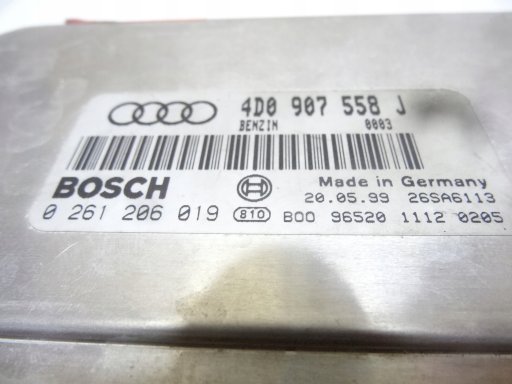 4D0 907 558 J
BENZIN 0003
BOSCH
Made in Germany
20.05.99 26SA6113
0 261 206 019 810 B00 96520 1112 0205